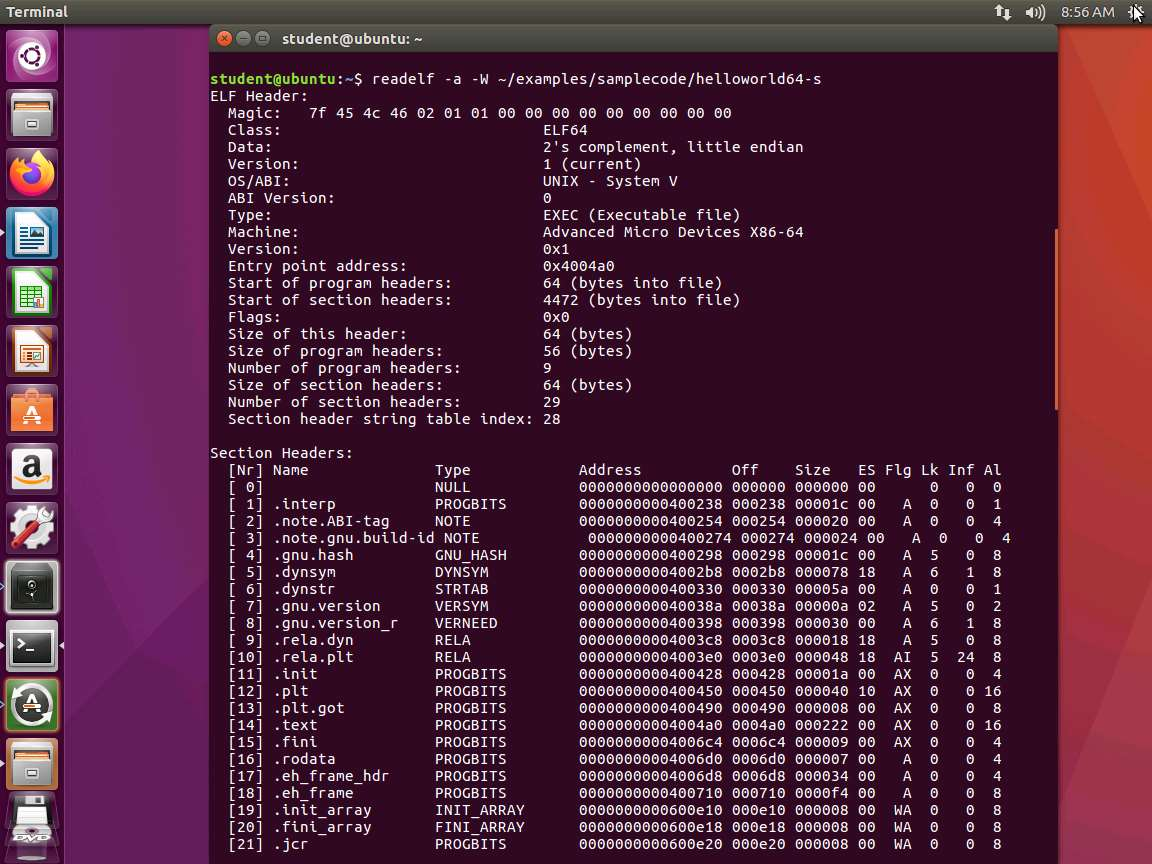 Terminal
8:56 AM
student@ubuntu: ~
student@ubuntu:~$ readelf -a -W ~/examples/samplecode/helloworld64-s
ELF Header:
  Magic:   7f 45 4c 46 02 01 01 00 00 00 00 00 00 00 00 00
  Class:                             ELF64
  Data:                              2's complement, little endian
  Version:                           1 (current)
  OS/ABI:                            UNIX - System V
  ABI Version:                       0
  Type:                              EXEC (Executable file)
  Machine:                           Advanced Micro Devices X86-64
  Version:                           0x1
  Entry point address:               0x4004a0
  Start of program headers:          64 (bytes into file)
  Start of section headers:          4472 (bytes into file)
  Flags:                             0x0
  Size of this header:               64 (bytes)
  Size of program headers:           56 (bytes)
  Number of program headers:         9
  Size of section headers:           64 (bytes)
  Number of section headers:         29
  Section header string table index: 28
Section Headers:
  [Nr] Name              Type            Address          Off    Size   ES Flg Lk Inf Al
  [ 0]                   NULL            0000000000000000 000000 000000 00      0   0  0
  [ 1] .interp           PROGBITS        0000000000400238 000238 00001c 00   A  0   0  1
  [ 2] .note.ABI-tag     NOTE            0000000000400254 000254 000020 00   A  0   0  4
  [ 3] .note.gnu.build-id NOTE            0000000000400274 000274 000024 00   A  0   0  4
  [ 4] .gnu.hash         GNU_HASH        0000000000400298 000298 00001c 00   A  5   0  8
  [ 5] .dynsym           DYNSYM          00000000004002b8 0002b8 000078 18   A  6   1  8
  [ 6] .dynstr           STRTAB          0000000000400330 000330 00005a 00   A  0   0  1
  [ 7] .gnu.version      VERSYM          000000000040038a 00038a 00000a 02   A  5   0  2
  [ 8] .gnu.version_r    VERNEED         0000000000400398 000398 000030 00   A  6   1  8
  [ 9] .rela.dyn         RELA            00000000004003c8 0003c8 000018 18   A  5   0  8
  [10] .rela.plt         RELA            00000000004003e0 0003e0 000048 18  AI  5  24  8
  [11] .init             PROGBITS        0000000000400428 000428 00001a 00  AX  0   0  4
  [12] .plt              PROGBITS        0000000000400450 000450 000040 10  AX  0   0 16
  [13] .plt.got          PROGBITS        0000000000400490 000490 000008 00  AX  0   0  8
  [14] .text             PROGBITS        00000000004004a0 0004a0 000222 00  AX  0   0 16
  [15] .fini             PROGBITS        00000000004006c4 0006c4 000009 00  AX  0   0  4
  [16] .rodata           PROGBITS        00000000004006d0 0006d0 000007 00   A  0   0  4
  [17] .eh_frame_hdr     PROGBITS        00000000004006d8 0006d8 000034 00   A  0   0  4
  [18] .eh_frame         PROGBITS        0000000000400710 000710 0000f4 00   A  0   0  8
  [19] .init_array       INIT_ARRAY      0000000000600e10 000e10 000008 00  WA  0   0  8
  [20] .fini_array       FINI_ARRAY      0000000000600e18 000e18 000008 00  WA  0   0  8
  [21] .jcr              PROGBITS        0000000000600e20 000e20 000008 00  WA  0   0  8
DVD